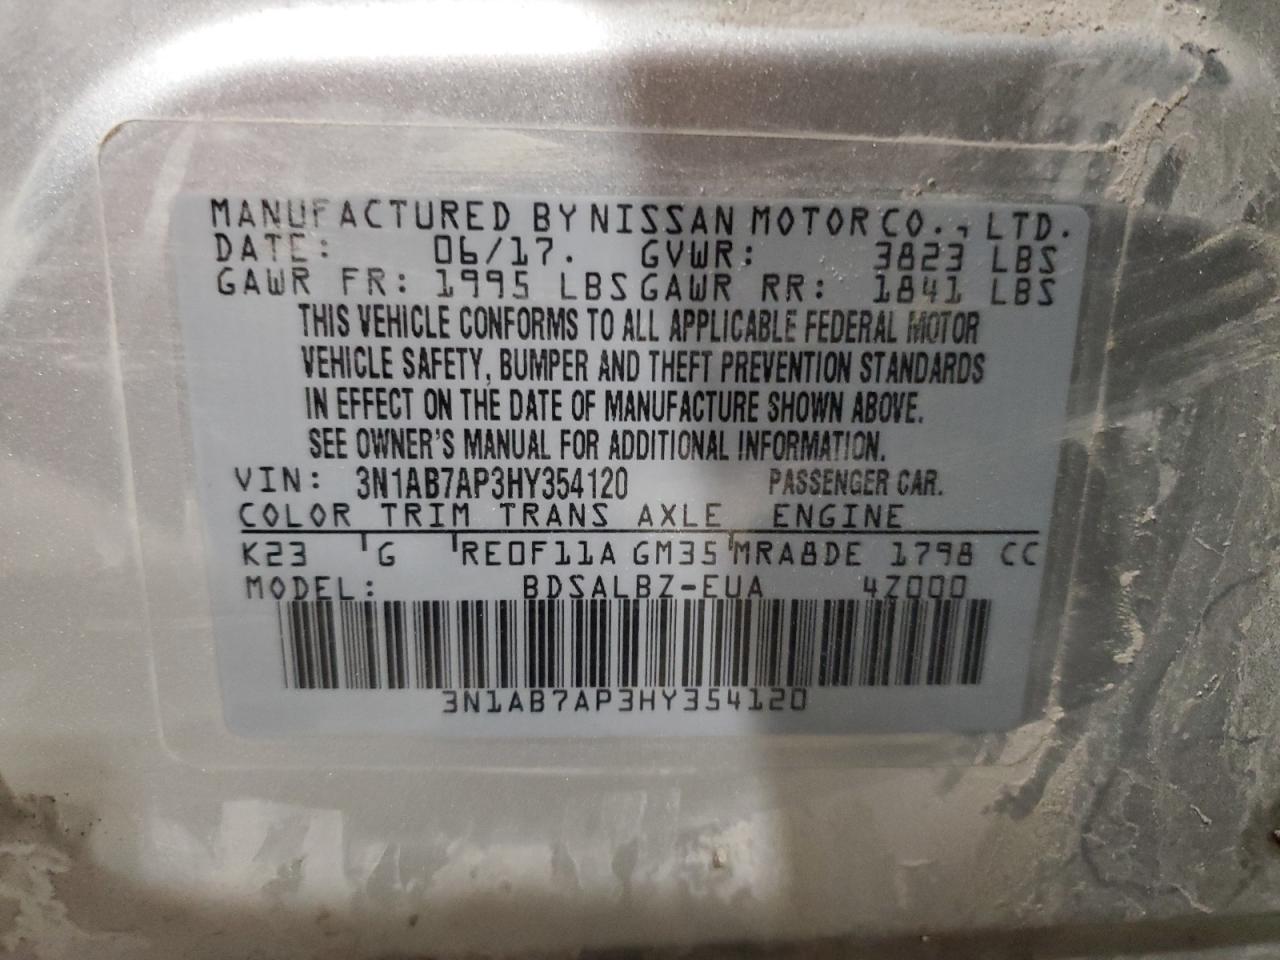 MANUFACTURED BY NISSAN MOTOR CO., LTD.
DATE: 06/17. GVWR: 3823 LBS
GAWR FR: 1995 LBS GAWR RR: 1841 LBS
THIS VEHICLE CONFORMS TO ALL APPLICABLE FEDERAL MOTOR
VEHICLE SAFETY, BUMPER AND THEFT PREVENTION STANDARDS
IN EFFECT ON THE DATE OF MANUFACTURE SHOWN ABOVE.
SEE OWNER'S MANUAL FOR ADDITIONAL INFORMATION.
VIN: 3N1AB7AP3HY354120 PASSENGER CAR.
COLOR TRIM TRANS AXLE ENGINE
K23 G RE0F11A GM35 MRA8DE 1798 CC
MODEL: BDSALBZ-EUA 4Z000
3N1AB7AP3HY354120